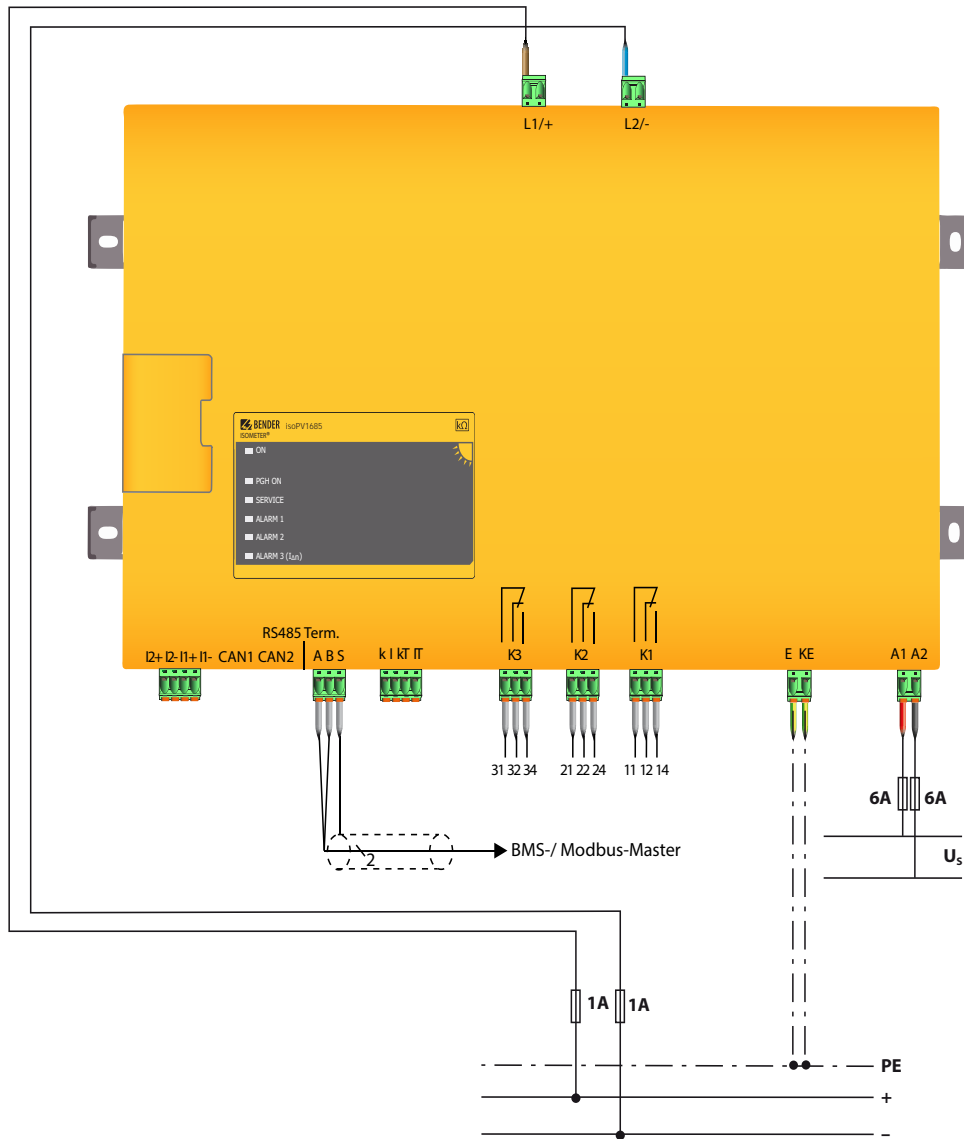 L1/+ L2/-
BENDER isoPV1685 kΩ
ISOMETER®
ON
PGH ON
SERVICE
ALARM 1
ALARM 2
ALARM 3 (IΔn)
RS485 Term.
I2+ I2- I1+ I1- CAN1 CAN2 A B S k l kT lT K3 K2 K1 E KE A1 A2
31 32 34 21 22 24 11 12 14
6A 6A
2
BMS-/ Modbus-Master
Us
1A 1A
PE
+
−